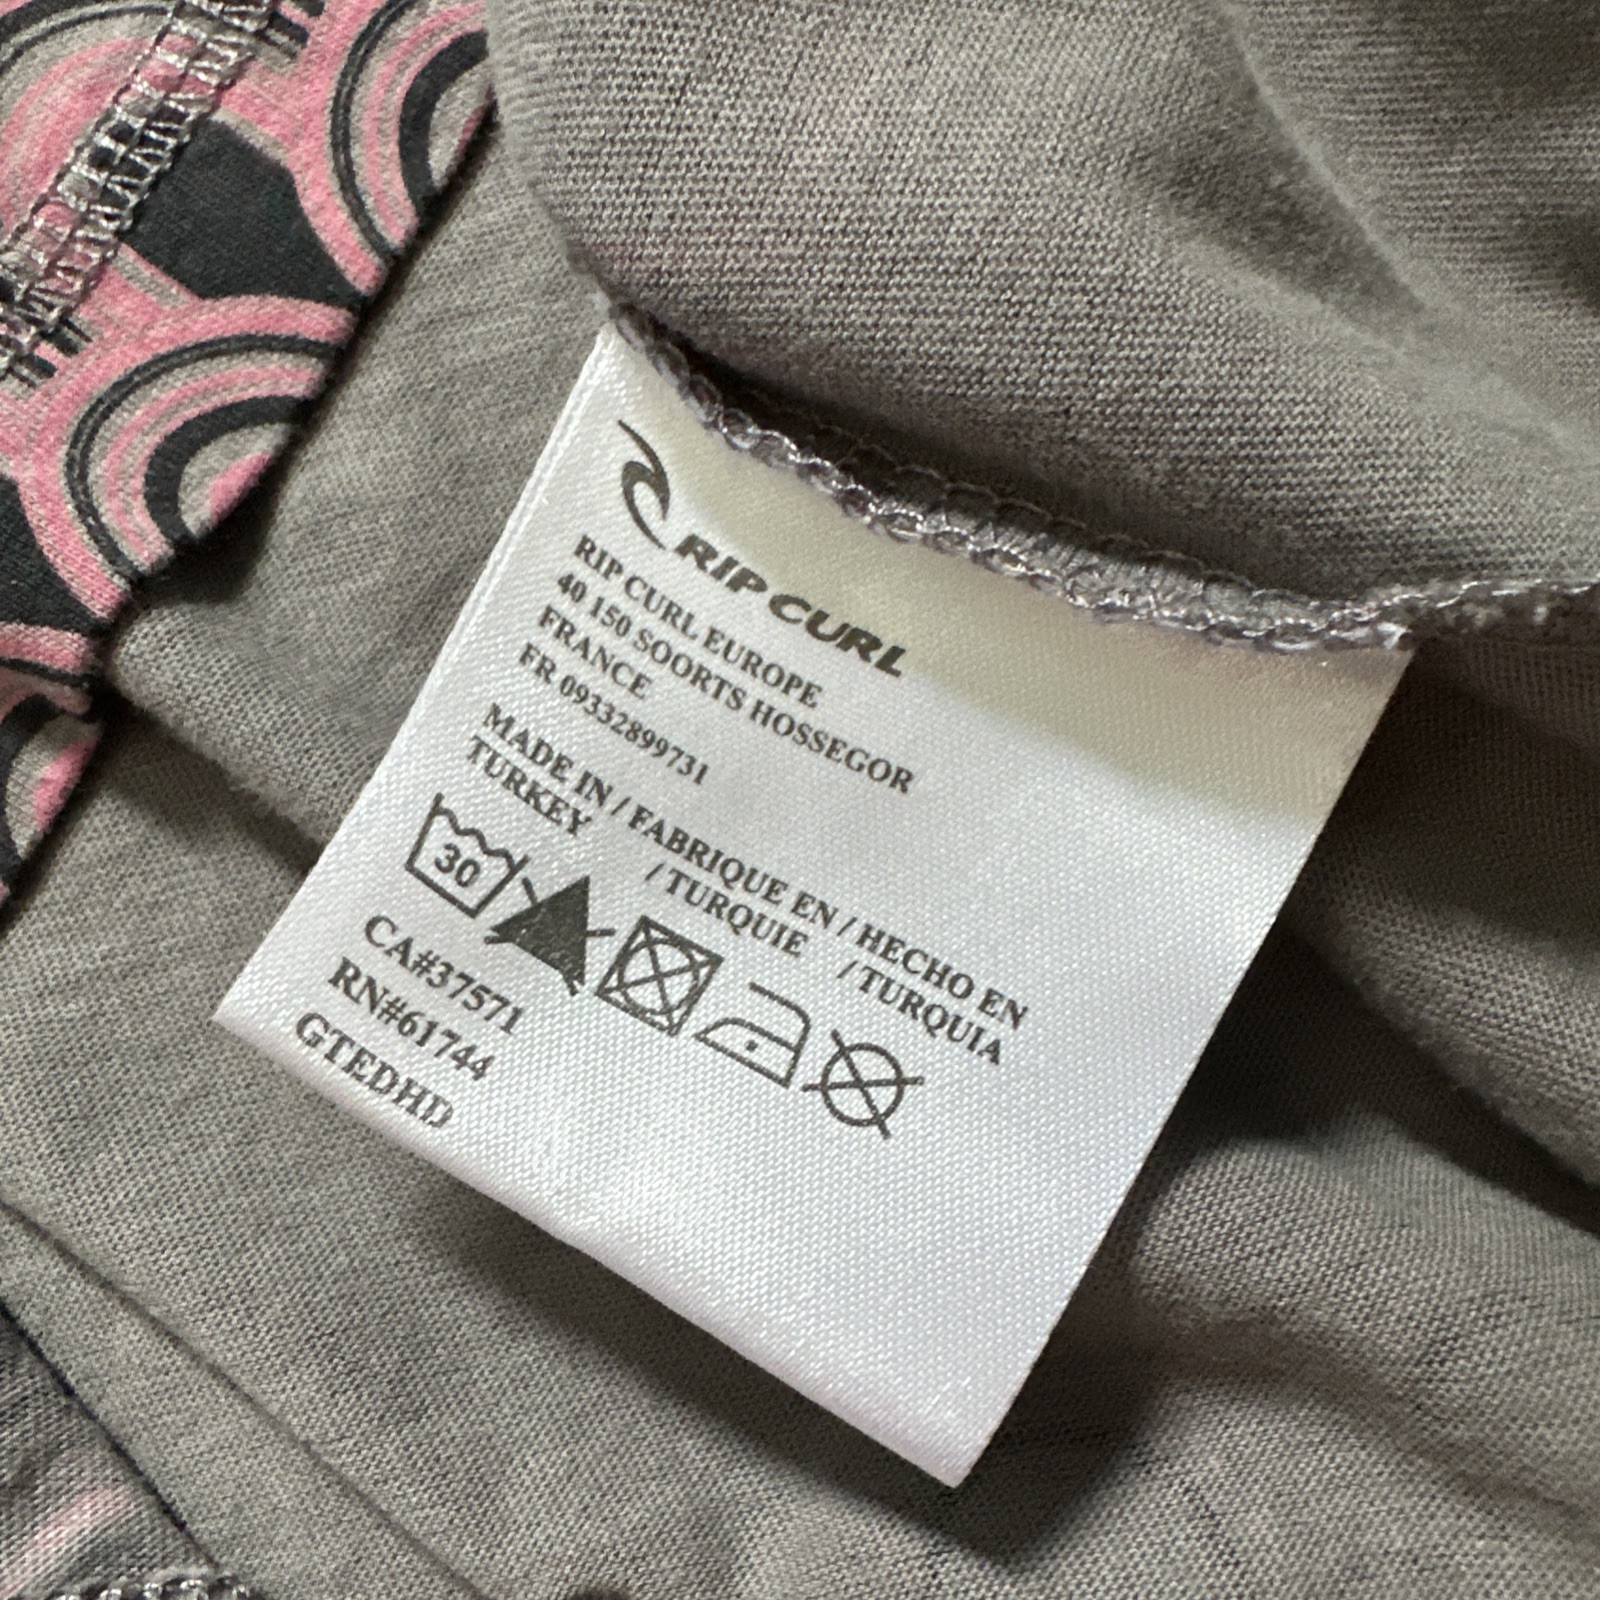 RIP CURL
RIP CURL EUROPE
40 150 SOORTS HOSSEGOR
FRANCE
FR 09332899731
MADE IN / FABRIQUE EN / HECHO EN
TURKEY / TURQUIE / TURQUIA
30
CA#37571
RN#61744
GTEDHD